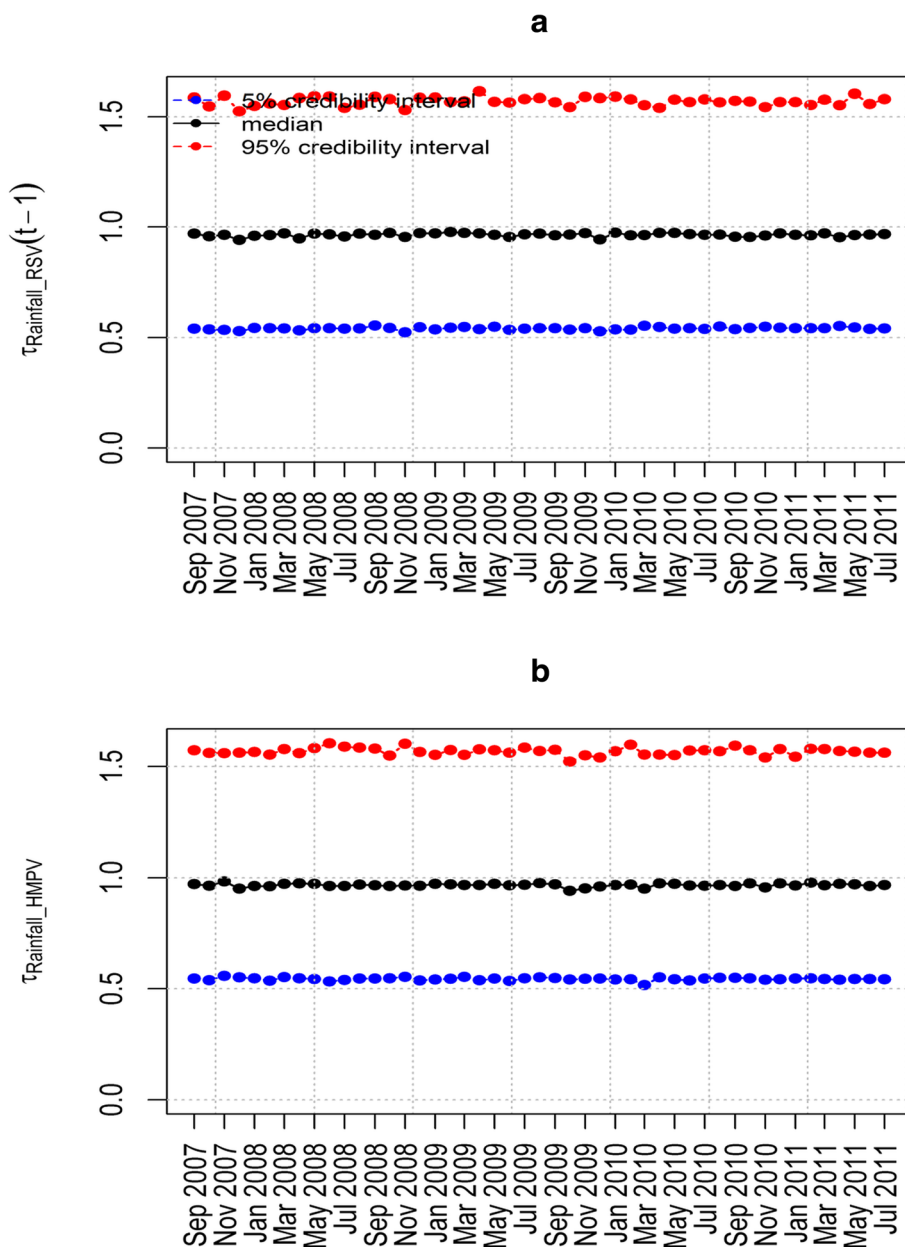 a
τRainfall_RSV(t−1)
1.5
1.0
0.5
0.0
5% credibility interval
median
95% credibility interval
Sep 2007
Nov 2007
Jan 2008
Mar 2008
May 2008
Jul 2008
Sep 2008
Nov 2008
Jan 2009
Mar 2009
May 2009
Jul 2009
Sep 2009
Nov 2009
Jan 2010
Mar 2010
May 2010
Jul 2010
Sep 2010
Nov 2010
Jan 2011
Mar 2011
May 2011
Jul 2011
b
τRainfall_HMPV
1.5
1.0
0.5
0.0
Sep 2007
Nov 2007
Jan 2008
Mar 2008
May 2008
Jul 2008
Sep 2008
Nov 2008
Jan 2009
Mar 2009
May 2009
Jul 2009
Sep 2009
Nov 2009
Jan 2010
Mar 2010
May 2010
Jul 2010
Sep 2010
Nov 2010
Jan 2011
Mar 2011
May 2011
Jul 2011